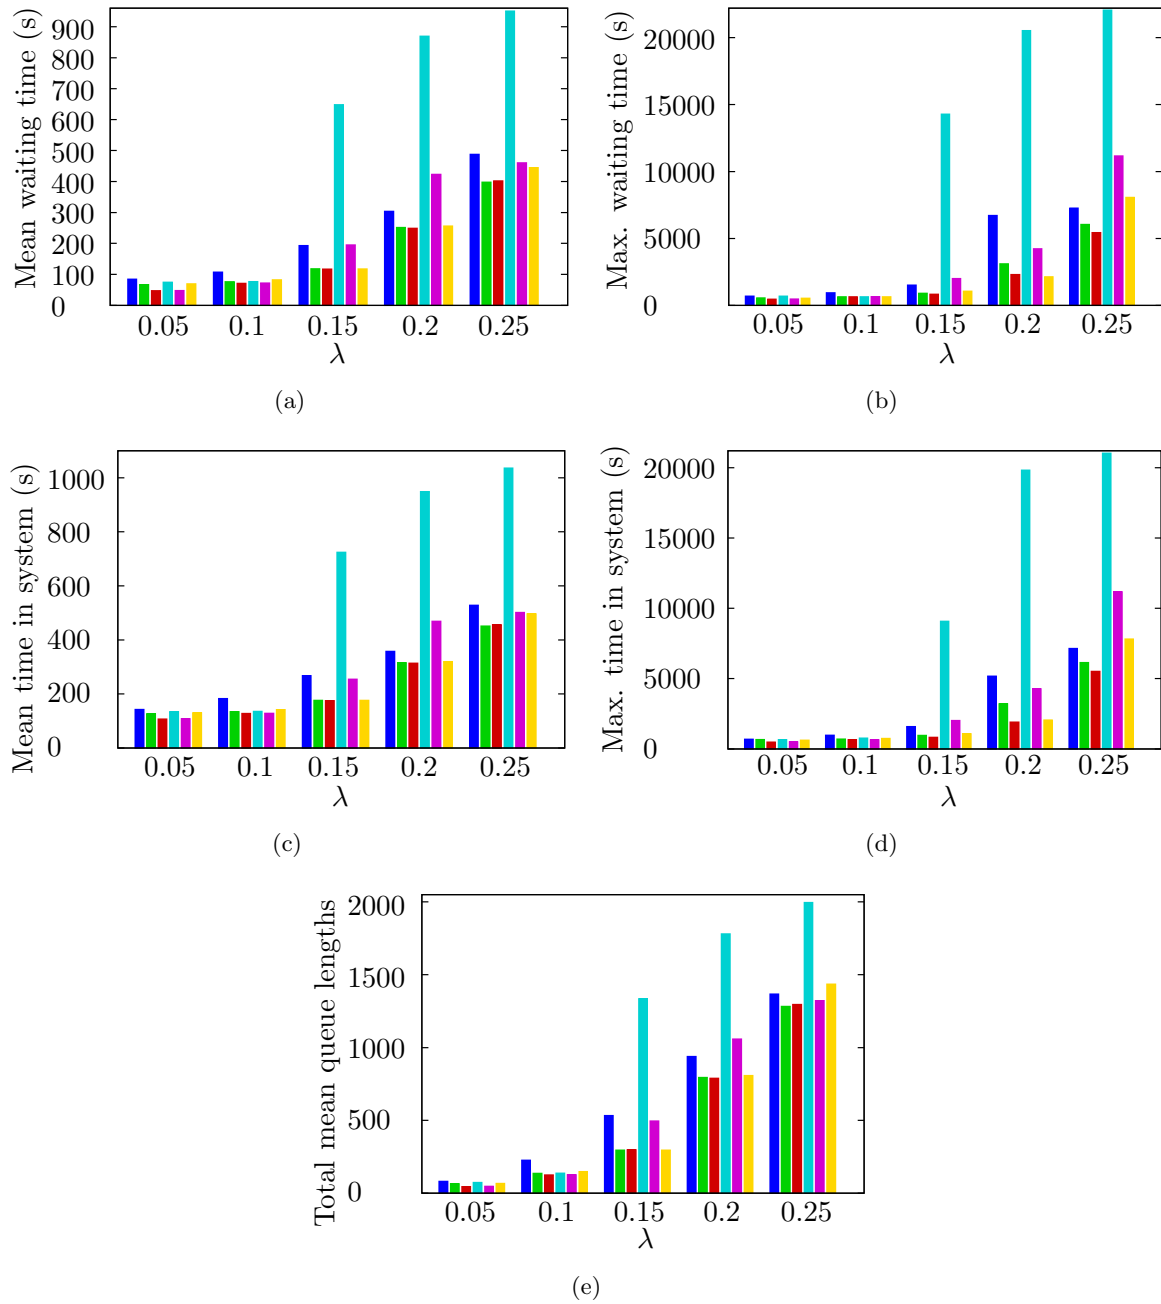 Mean waiting time (s)
900
800
700
600
500
400
300
200
100
0
0.05 0.1 0.15 0.2 0.25
λ
(a)
Max. waiting time (s)
20000
15000
10000
5000
0
0.05 0.1 0.15 0.2 0.25
λ
(b)
Mean time in system (s)
1000
800
600
400
200
0
0.05 0.1 0.15 0.2 0.25
λ
(c)
Max. time in system (s)
20000
15000
10000
5000
0
0.05 0.1 0.15 0.2 0.25
λ
(d)
Total mean queue lengths
2000
1500
1000
500
0
0.05 0.1 0.15 0.2 0.25
λ
(e)